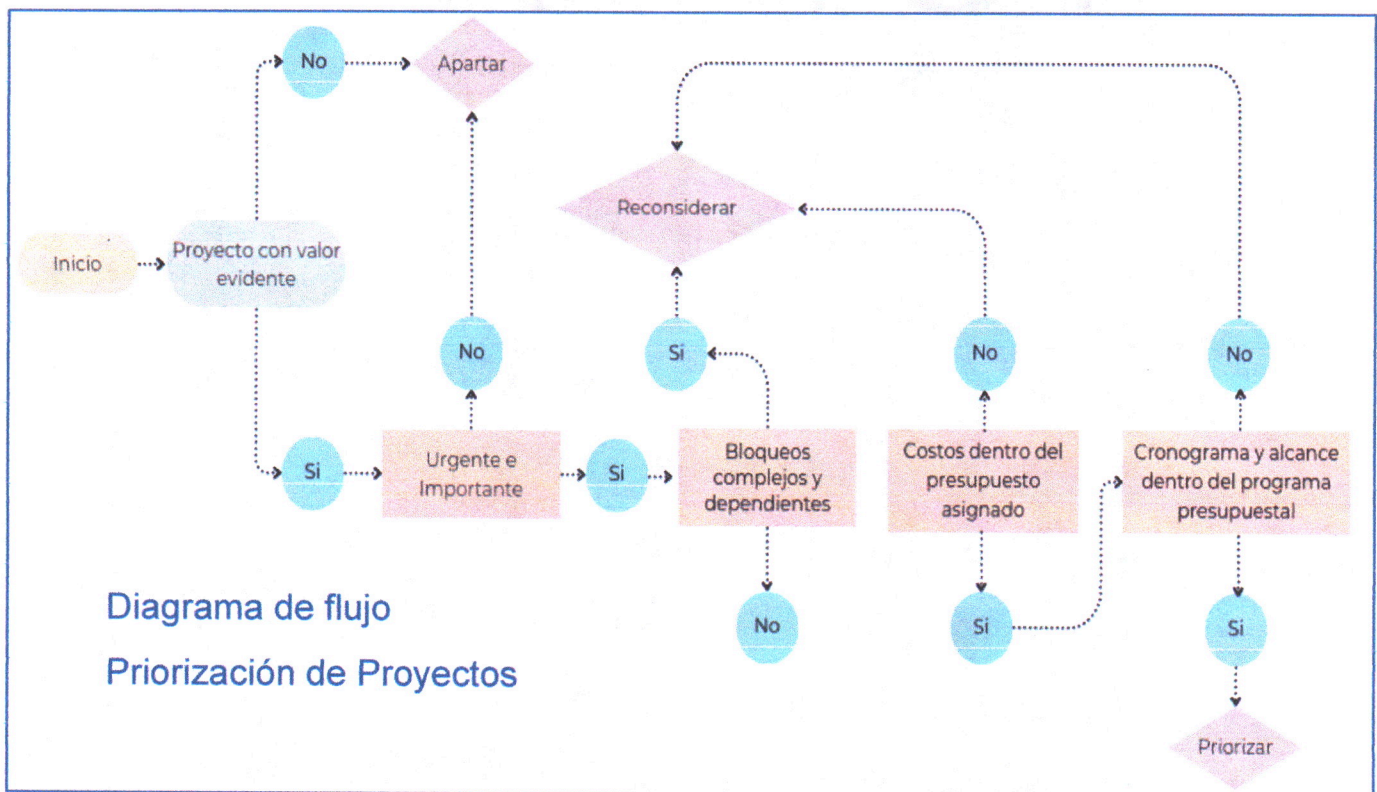 No
Apartar
Reconsiderar
Inicio
Proyecto con valor
evidente
No
Si
No
No
Si
Urgente e
Importante
Si
Bloqueos
complejos y
dependientes
Costos dentro del
presupuesto
asignado
Cronograma y alcance
dentro del programa
presupuestal
No
Si
Si
Diagrama de flujo
Priorización de Proyectos
Priorizar